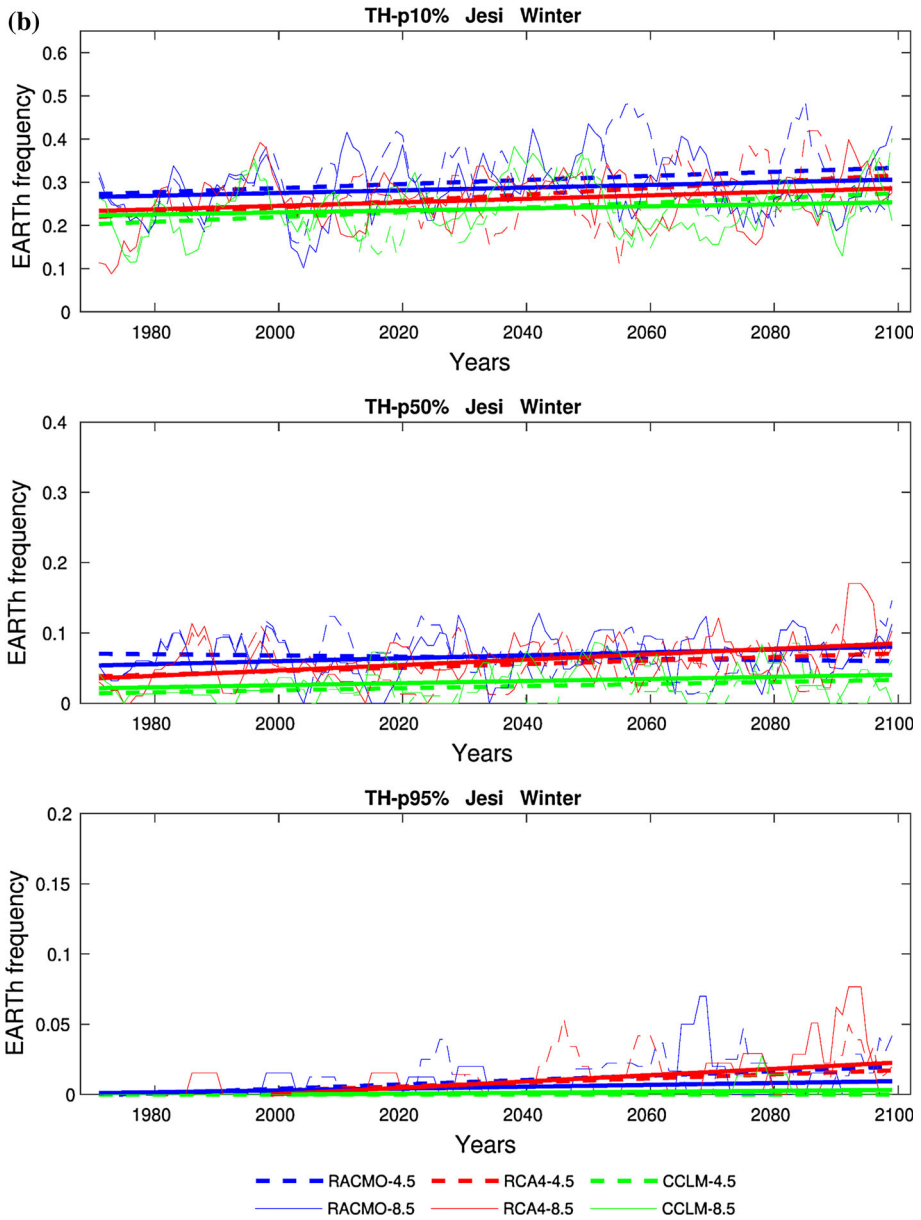 (b)
TH-p10% Jesi Winter
EARTh frequency
0.6
0.5
0.4
0.3
0.2
0.1
0
1980 2000 2020 2040 2060 2080 2100
Years
TH-p50% Jesi Winter
EARTh frequency
0.4
0.3
0.2
0.1
0
1980 2000 2020 2040 2060 2080 2100
Years
TH-p95% Jesi Winter
EARTh frequency
0.2
0.15
0.1
0.05
0
1980 2000 2020 2040 2060 2080 2100
Years
RACMO-4.5 RCA4-4.5 CCLM-4.5
RACMO-8.5 RCA4-8.5 CCLM-8.5